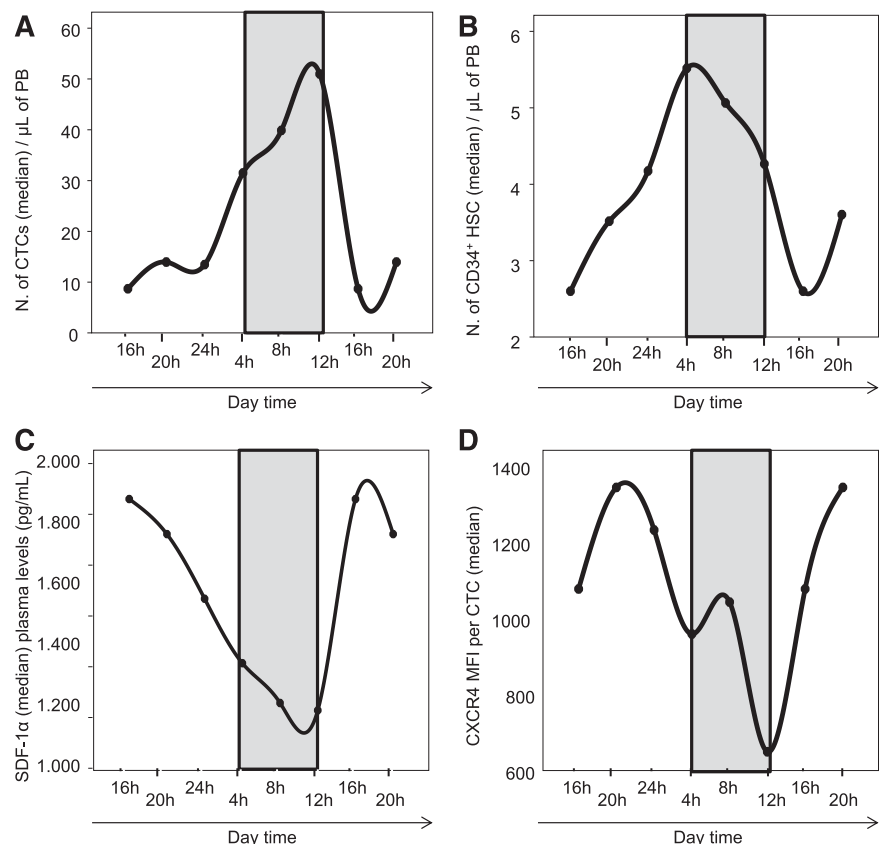 A
N. of CTCs (median) / µL of PB
60
50
40
30
20
10
0
16h
20h
24h
4h
8h
12h
16h
20h
Day time
B
N. of CD34⁺ HSC (median) / µL of PB
6
5
4
3
2
16h
20h
24h
4h
8h
12h
16h
20h
Day time
C
SDF-1α (median) plasma levels (pg/mL)
2.000
1.800
1.600
1.400
1.200
1.000
16h
20h
24h
4h
8h
12h
16h
20h
Day time
D
CXCR4 MFI per CTC (median)
1400
1200
1000
800
600
16h
20h
24h
4h
8h
12h
16h
20h
Day time